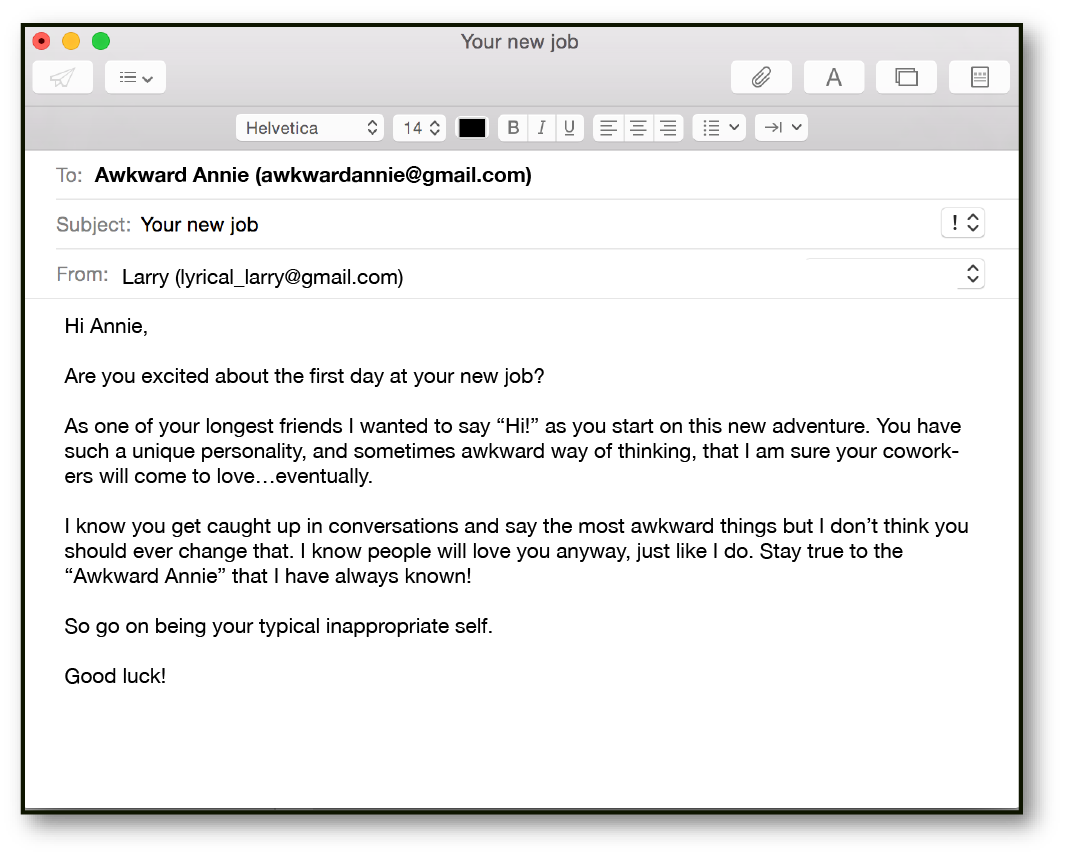 Your new job
Helvetica
14
B I U
A
To: Awkward Annie (awkwardannie@gmail.com)
Subject: Your new job
!
From: Larry (lyrical_larry@gmail.com)
Hi Annie,
Are you excited about the first day at your new job?
As one of your longest friends I wanted to say “Hi!” as you start on this new adventure. You have
such a unique personality, and sometimes awkward way of thinking, that I am sure your cowork-
ers will come to love…eventually.
I know you get caught up in conversations and say the most awkward things but I don’t think you
should ever change that. I know people will love you anyway, just like I do. Stay true to the
“Awkward Annie” that I have always known!
So go on being your typical inappropriate self.
Good luck!